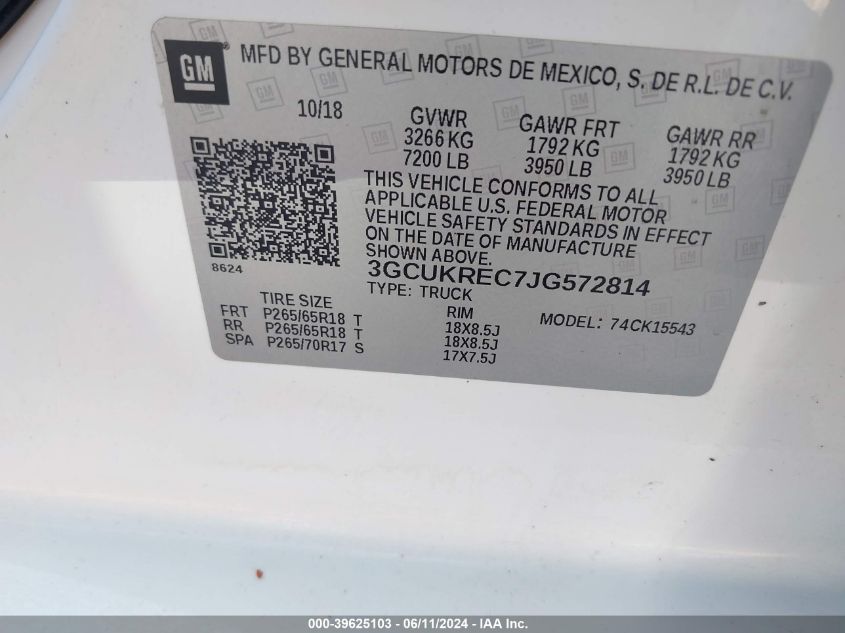 GM
MFD BY GENERAL MOTORS DE MEXICO, S. DE R.L. DE C.V.
10/18
GVWR
3266 KG
7200 LB
GAWR FRT
1792 KG
3950 LB
GAWR RR
1792 KG
3950 LB
THIS VEHICLE CONFORMS TO ALL
APPLICABLE U.S. FEDERAL MOTOR
VEHICLE SAFETY STANDARDS IN EFFECT
ON THE DATE OF MANUFACTURE
SHOWN ABOVE.
8624
3GCUKREC7JG572814
TYPE: TRUCK
MODEL: 74CK15543
TIRE SIZE RIM
FRT P265/65R18 T 18X8.5J
RR P265/65R18 T 18X8.5J
SPA P265/70R17 S 17X7.5J
000-39625103 - 06/11/2024 - IAA Inc.